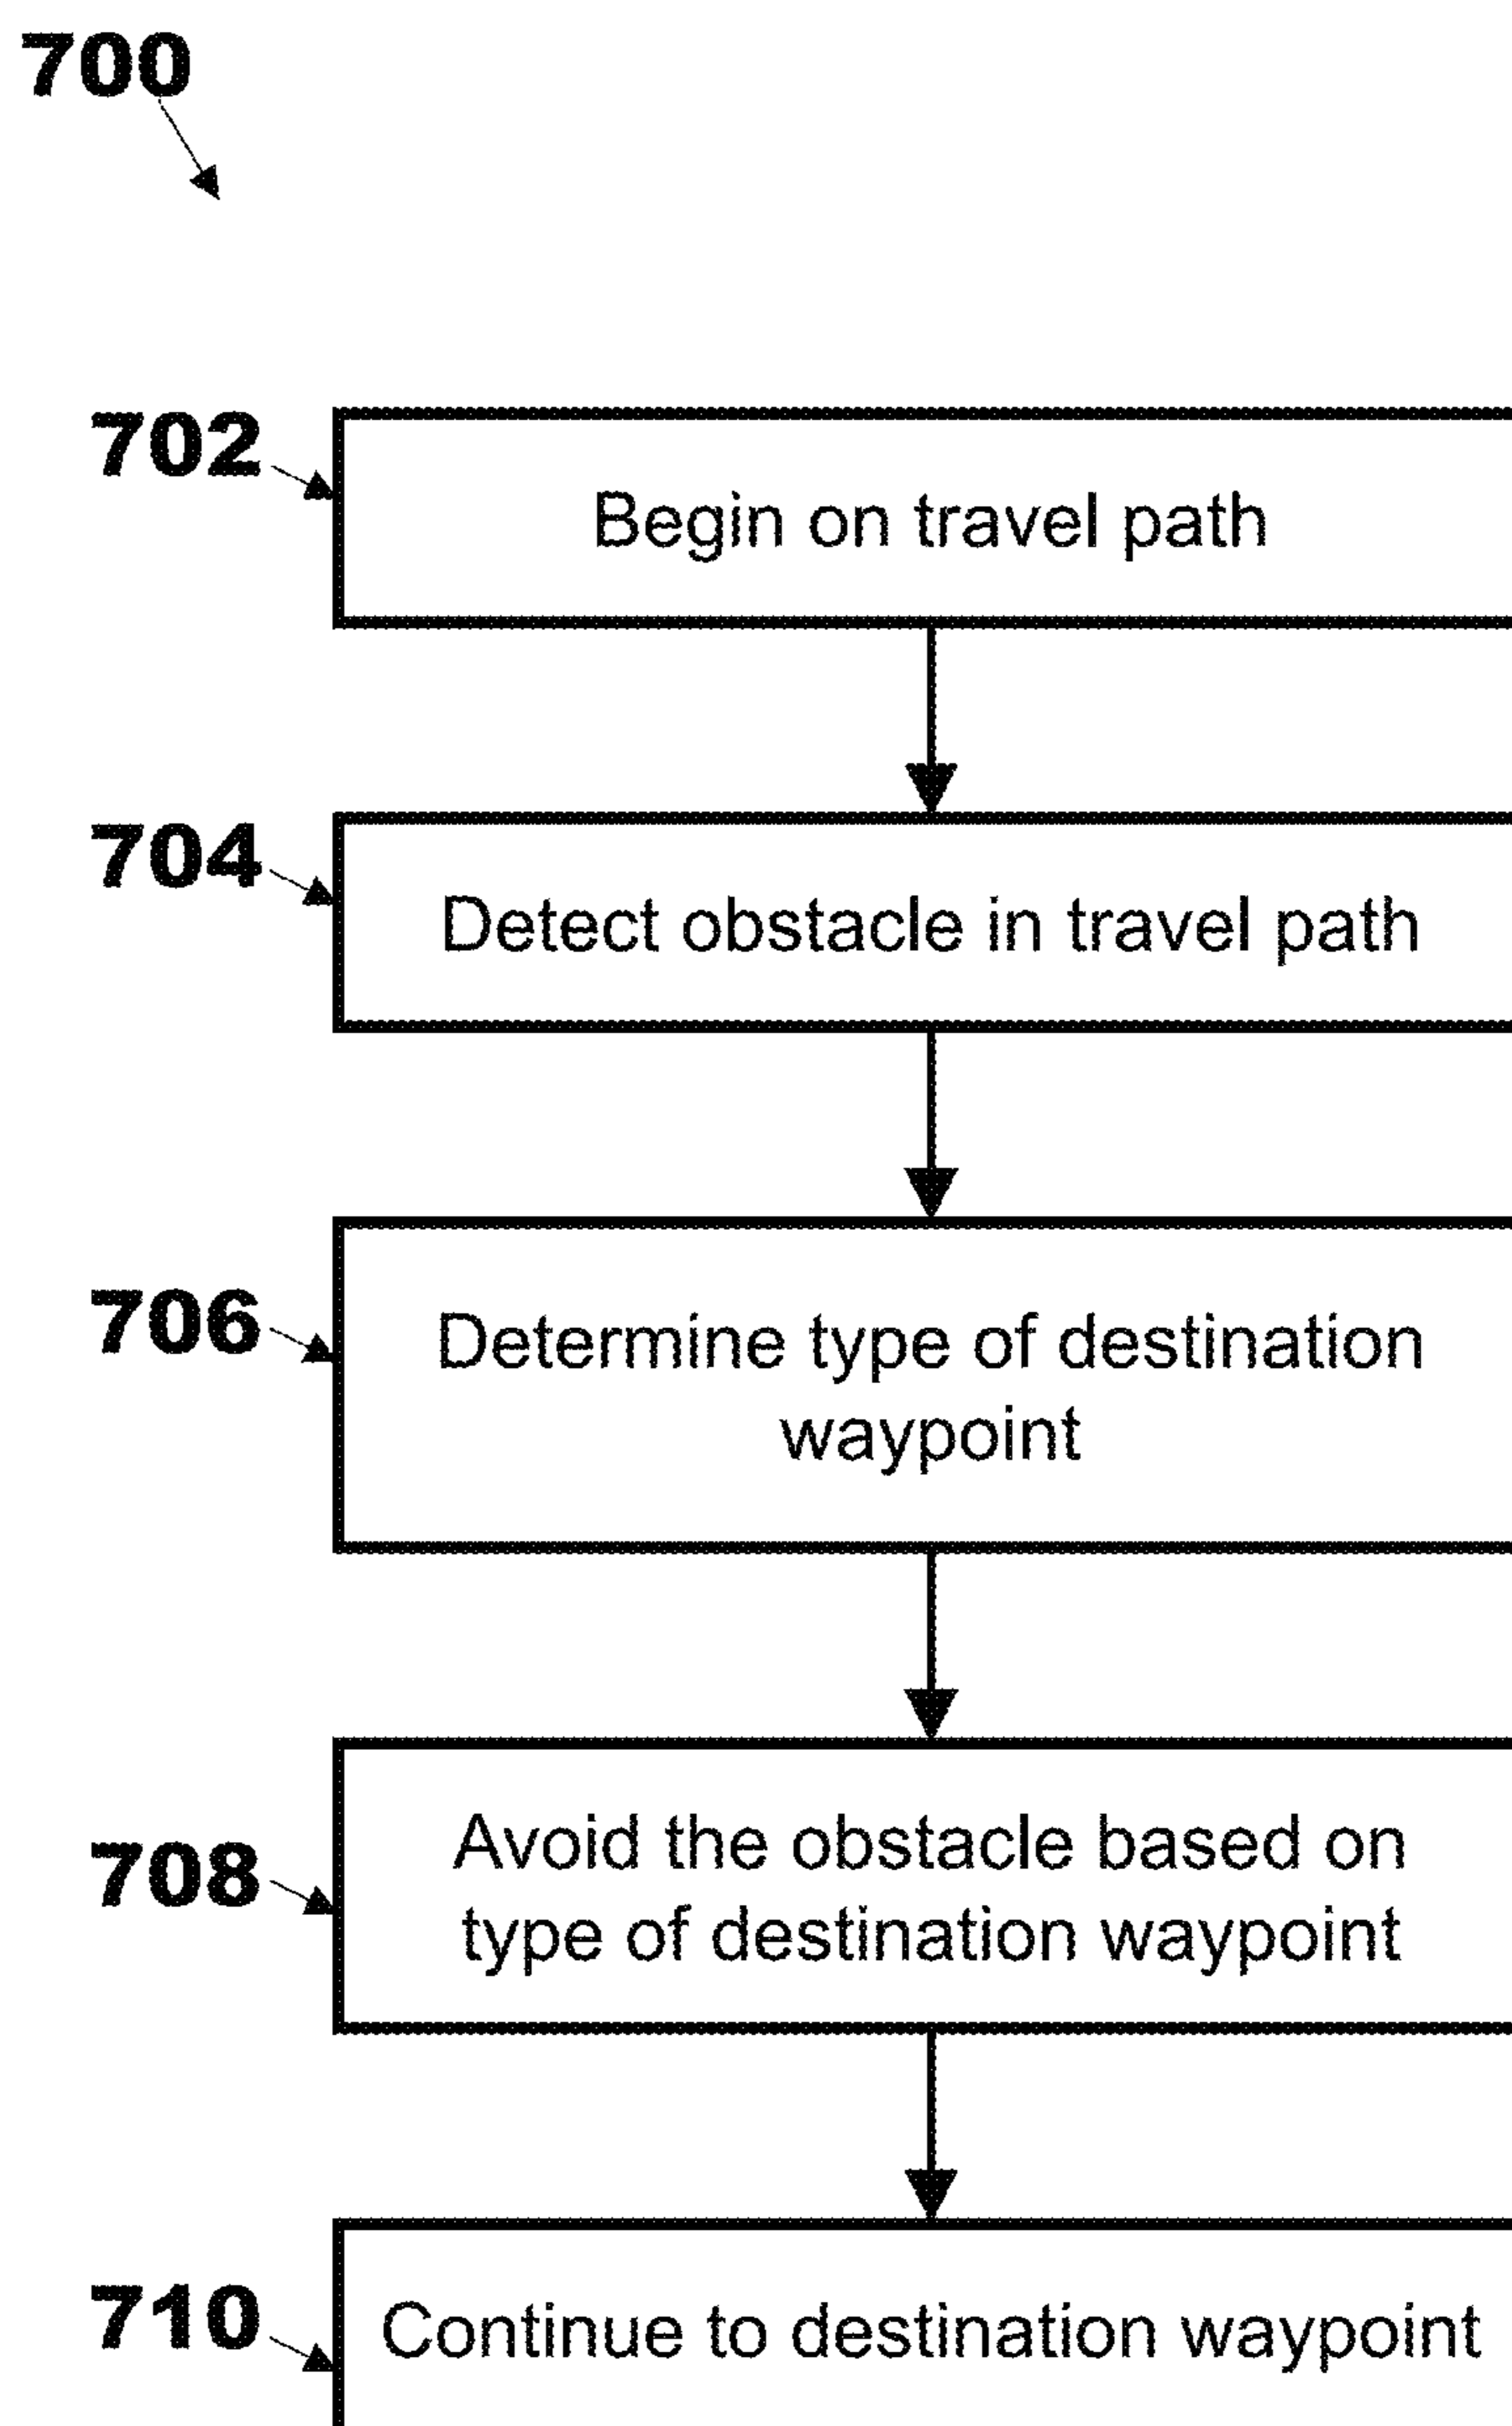 700
702
Begin on travel path
704
Detect obstacle in travel path
706
Determine type of destination
waypoint
708
Avoid the obstacle based on
type of destination waypoint
710
Continue to destination waypoint